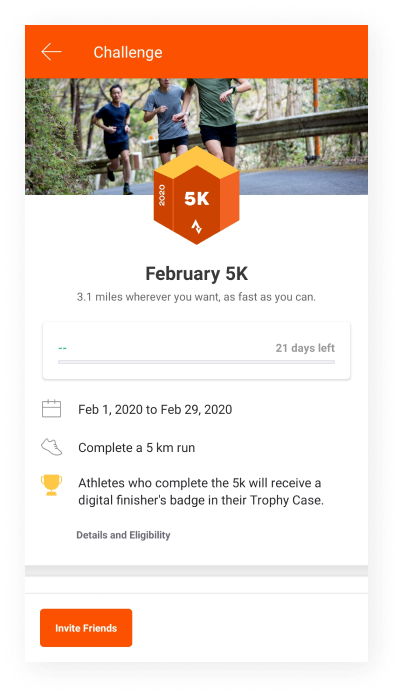 Challenge
2020
5K
February 5K
3.1 miles wherever you want, as fast as you can.
-- 21 days left
Feb 1, 2020 to Feb 29, 2020
Complete a 5 km run
Athletes who complete the 5k will receive a
digital finisher's badge in their Trophy Case.
Details and Eligibility
Invite Friends